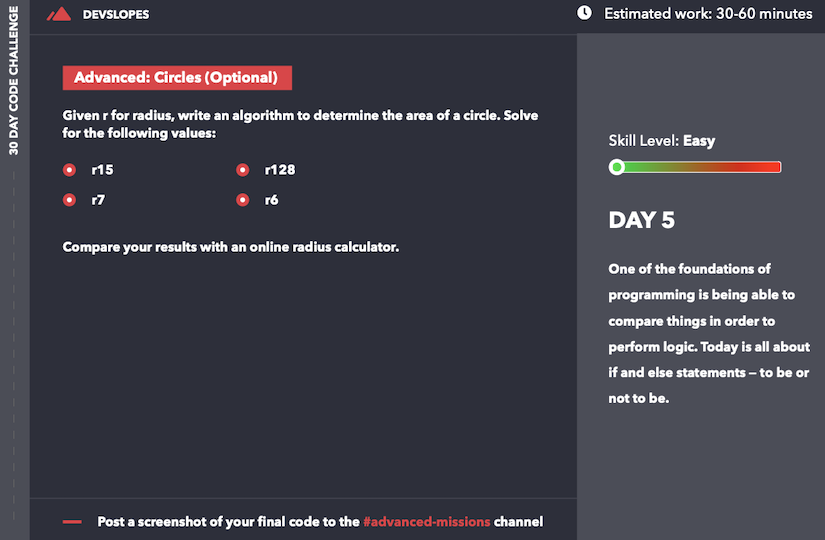 30 DAY CODE CHALLENGE
DEVSLOPES
Estimated work: 30-60 minutes
Advanced: Circles (Optional)
Given r for radius, write an algorithm to determine the area of a circle. Solve
for the following values:
r15
r128
r7
r6
Compare your results with an online radius calculator.
Skill Level: Easy
DAY 5
One of the foundations of
programming is being able to
compare things in order to
perform logic. Today is all about
if and else statements – to be or
not to be.
Post a screenshot of your final code to the #advanced-missions channel